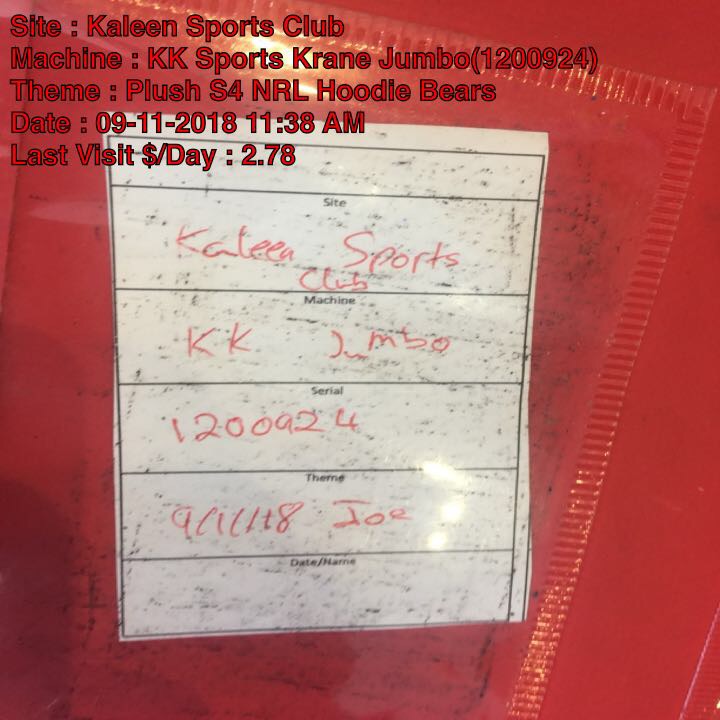 Site : Kaleen Sports Club
Machine : KK Sports Krane Jumbo(1200924)
Theme : Plush S4 NRL Hoodie Bears
Date : 09-11-2018 11:38 AM
Last Visit $/Day : 2.78
Site
Kaleen Sports
Club
Machine
KK Jumbo
Serial
1200924
Theme
9/11/18 Joe
Date/Name